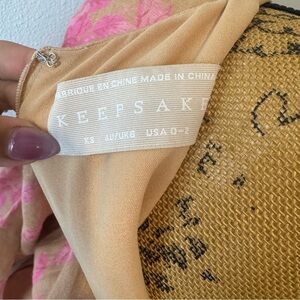 FABRIQUE EN CHINE MADE IN CHINA
KEEPSAKE
XS AU/UK6 USA 0-2